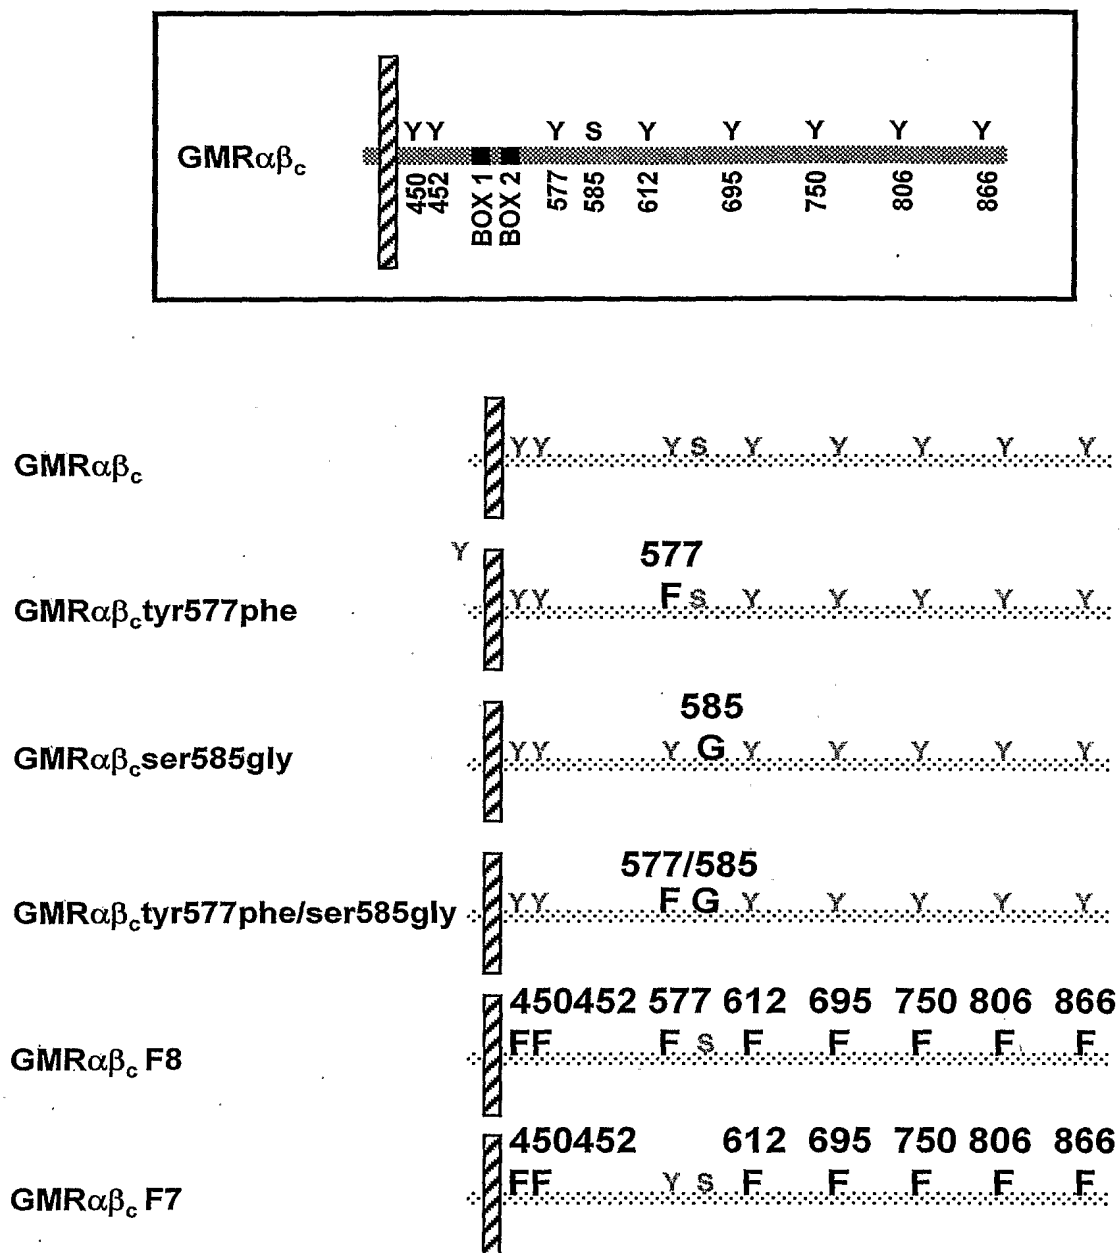 Y Y Y S Y Y Y Y Y
GMRαβc
450 452 BOX 1 BOX 2 577 585 612 695 750 806 866
GMRαβc Y Y Y S Y Y Y Y Y
Y 577
GMRαβctyr577phe Y Y F S Y Y Y Y Y
585
GMRαβcser585gly Y Y Y G Y Y Y Y Y
577/585
GMRαβctyr577phe/ser585gly Y Y F G Y Y Y Y Y
450452 577 612 695 750 806 866
GMRαβc F8 FF F S F F F F F
450452 612 695 750 806 866
GMRαβc F7 FF Y S F F F F F